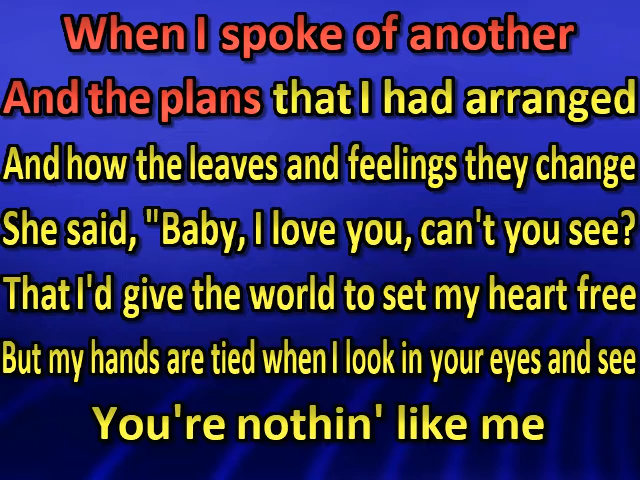 When I spoke of another
And the plans that I had arranged
And how the leaves and feelings they change
She said, "Baby, I love you, can't you see?
That I'd give the world to set my heart free
But my hands are tied when I look in your eyes and see
You're nothin' like me